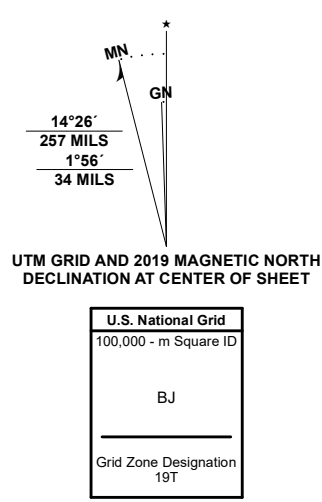 ★
MN
GN
14°26´
257 MILS
1°56´
34 MILS
UTM GRID AND 2019 MAGNETIC NORTH
DECLINATION AT CENTER OF SHEET
U.S. National Grid
100,000 - m Square ID
BJ
Grid Zone Designation
19T